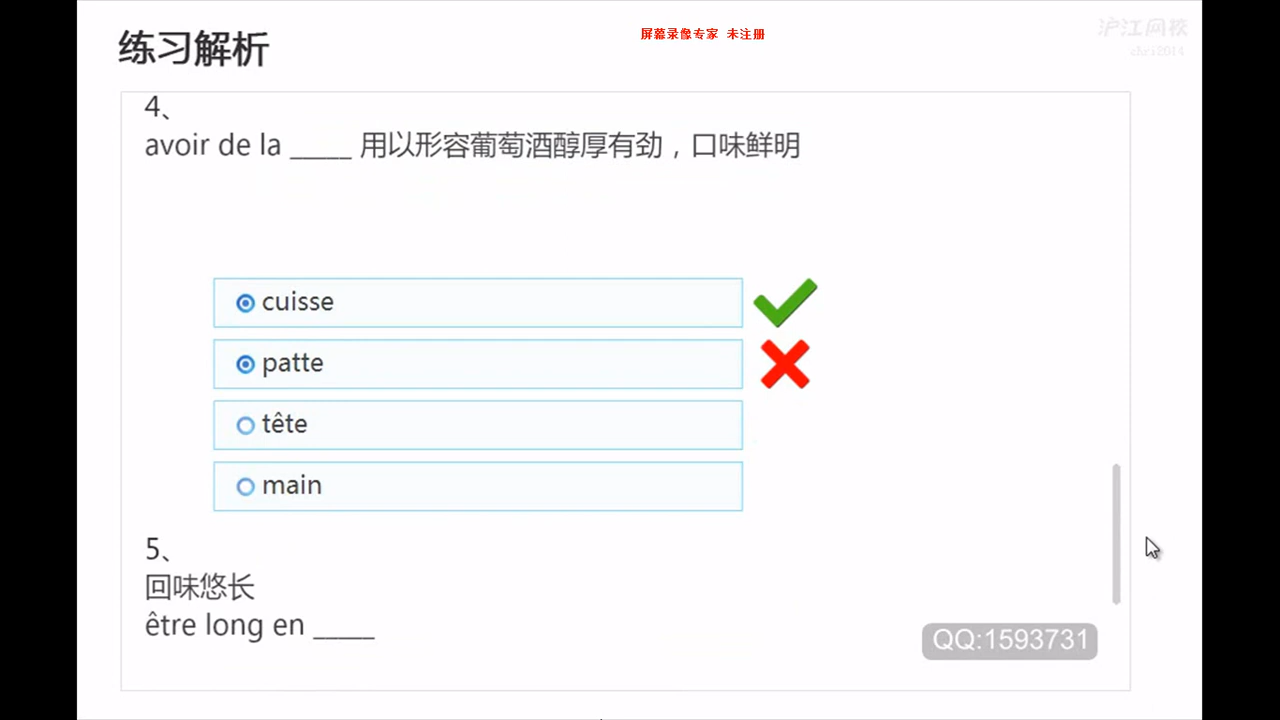 屏幕录像专家 未注册
沪江网校
chri2014
练习解析
4、
avoir de la _____ 用以形容葡萄酒醇厚有劲，口味鲜明
cuisse
patte
tête
main
5、
回味悠长
être long en _____
QQ:1593731